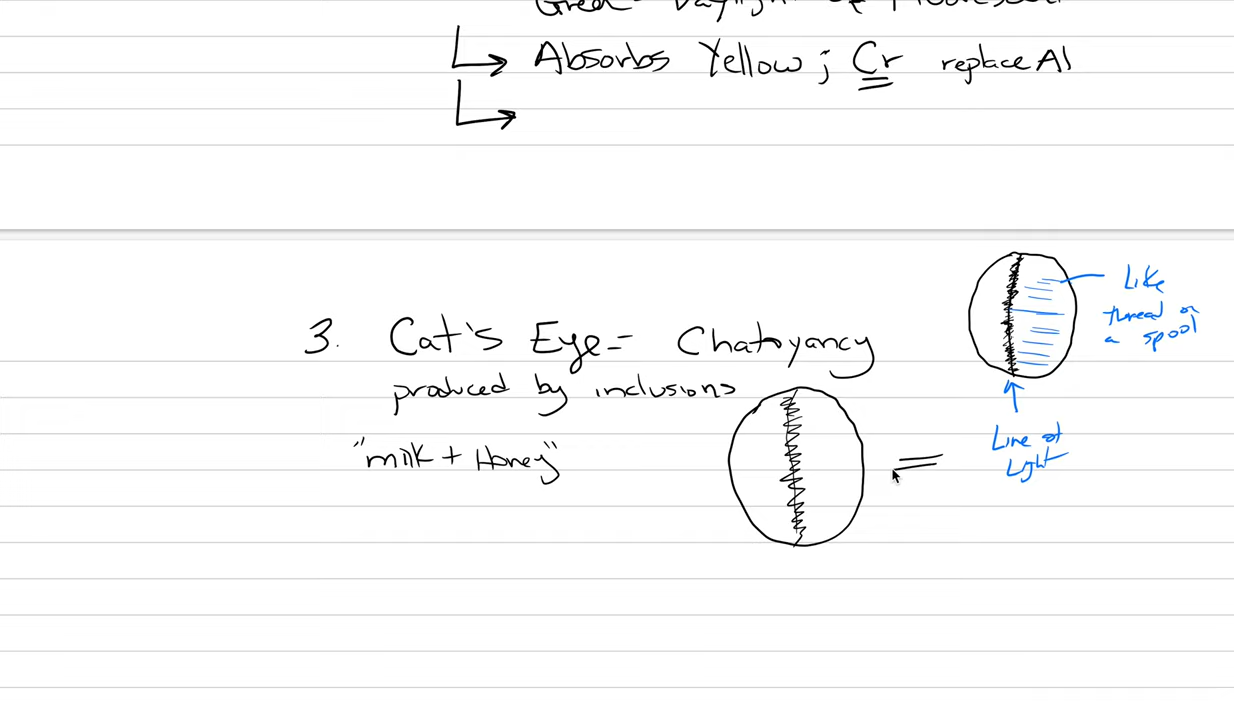 Absorbs Yellow ; Cr replace Al
3. Cat's Eye = Chatoyancy
produced by inclusions
"milk + Honey"
=
Like
thread on
a spool
Line of
Light